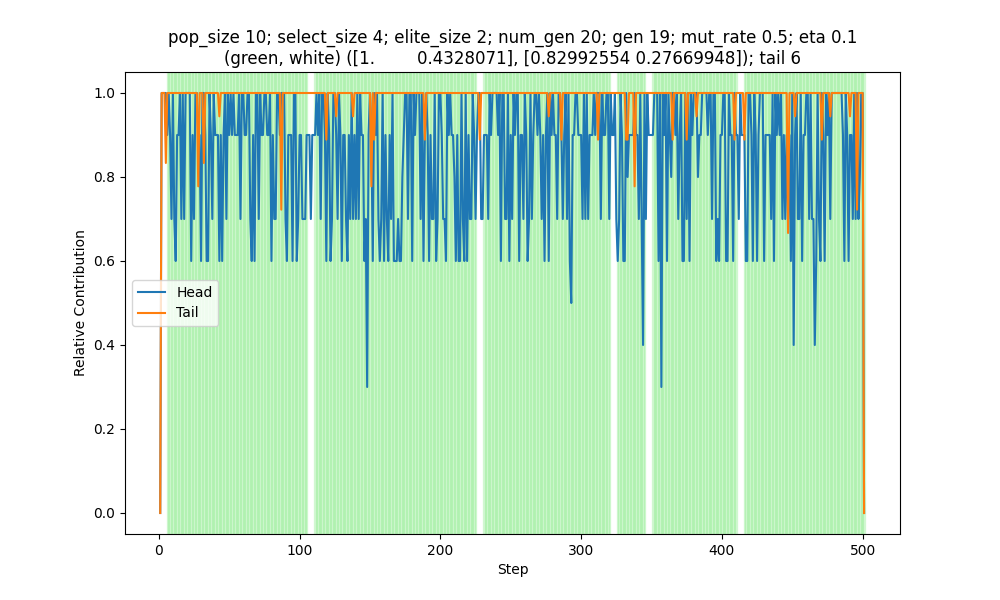 pop_size 10; select_size 4; elite_size 2; num_gen 20; gen 19; mut_rate 0.5; eta 0.1
(green, white) ([1.        0.4328071], [0.82992554 0.27669948]); tail 6
1.0
0.8
0.6
0.4
0.2
0.0
Relative Contribution
Head
Tail
0 100 200 300 400 500
Step